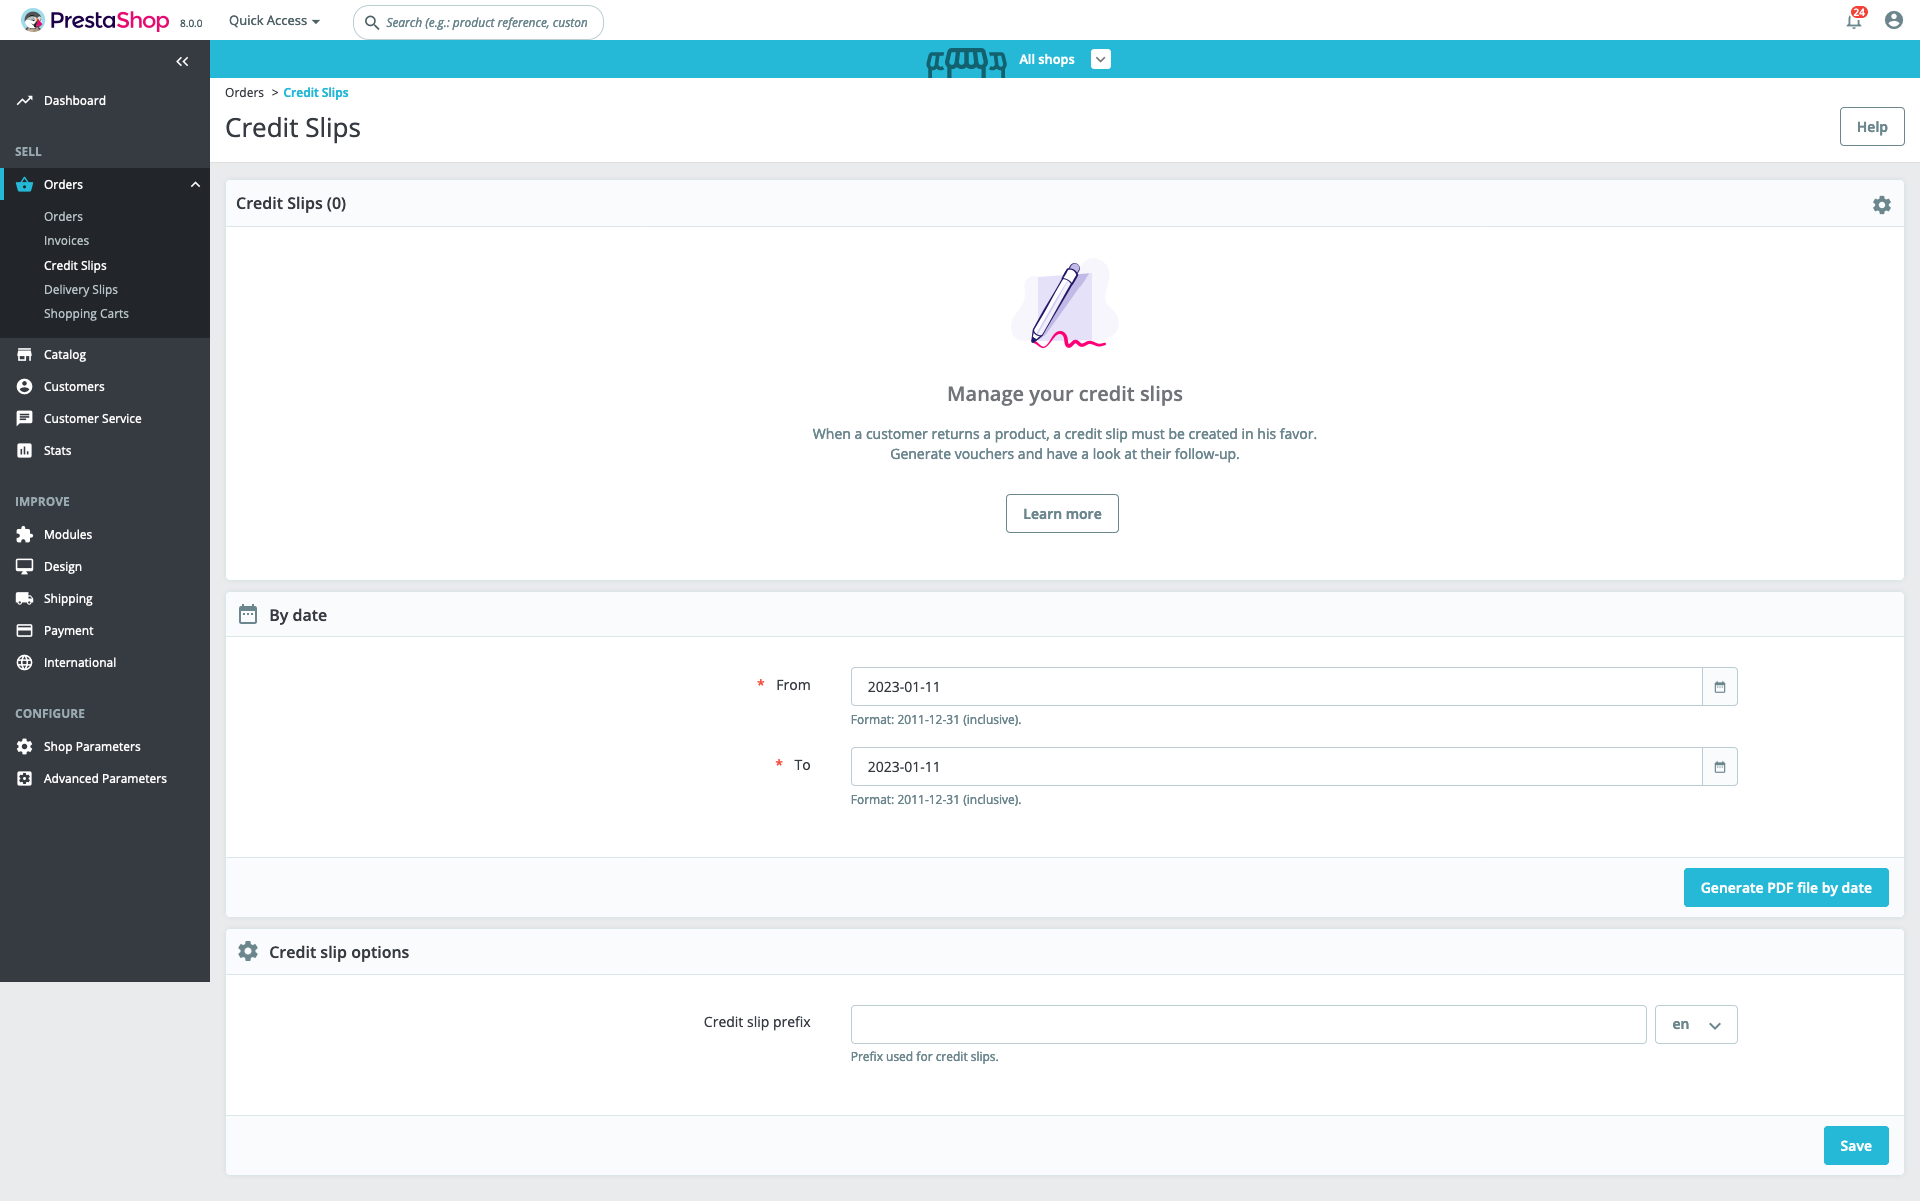 PrestaShop 8.0.0 Quick Access Search (e.g.: product reference, custon 24
All shops
Dashboard
SELL
Orders
Orders
Invoices
Credit Slips
Delivery Slips
Shopping Carts
Catalog
Customers
Customer Service
Stats
IMPROVE
Modules
Design
Shipping
Payment
International
CONFIGURE
Shop Parameters
Advanced Parameters
Orders > Credit Slips
Credit Slips
Help
Credit Slips (0)
Manage your credit slips
When a customer returns a product, a credit slip must be created in his favor.
Generate vouchers and have a look at their follow-up.
Learn more
By date
* From 2023-01-11
Format: 2011-12-31 (inclusive).
* To 2023-01-11
Format: 2011-12-31 (inclusive).
Generate PDF file by date
Credit slip options
Credit slip prefix en
Prefix used for credit slips.
Save